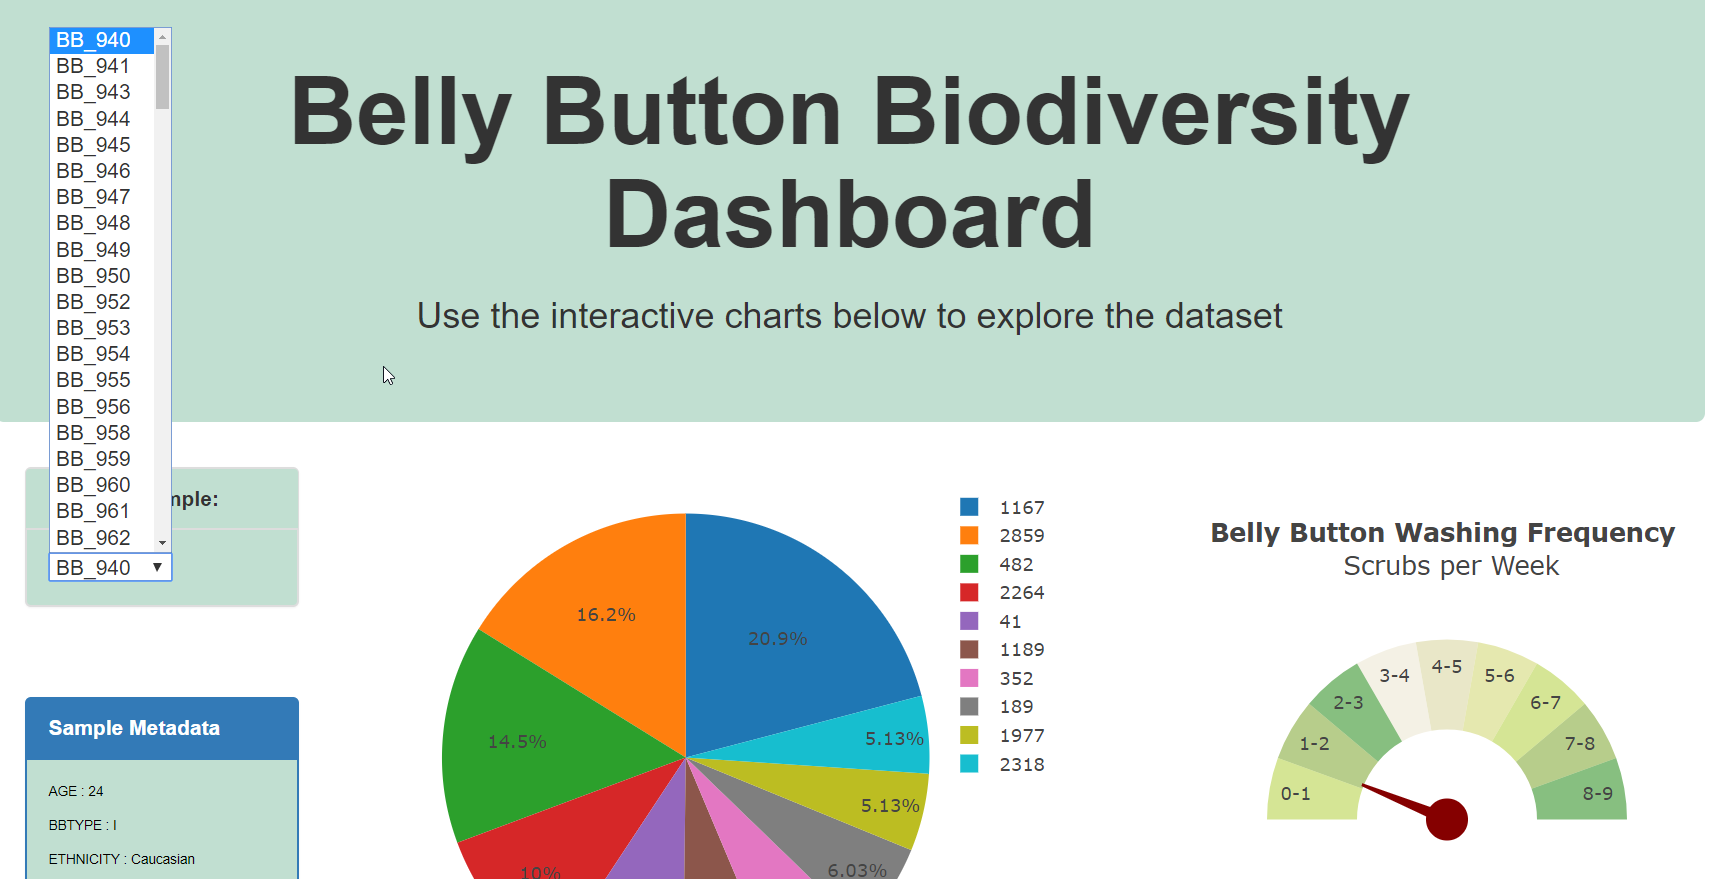 BB_940
BB_941
BB_943
BB_944
BB_945
BB_946
BB_947
BB_948
BB_949
BB_950
BB_952
BB_953
BB_954
BB_955
BB_956
BB_958
BB_959
BB_960
BB_961
BB_962
BB_940
Belly Button Biodiversity
Dashboard
Use the interactive charts below to explore the dataset
mple:
Sample Metadata
AGE : 24
BBTYPE : I
ETHNICITY : Caucasian
20.9%
16.2%
14.5%
10%
6.03%
5.13%
5.13%
1167
2859
482
2264
41
1189
352
189
1977
2318
Belly Button Washing Frequency
Scrubs per Week
0-1
1-2
2-3
3-4
4-5
5-6
6-7
7-8
8-9